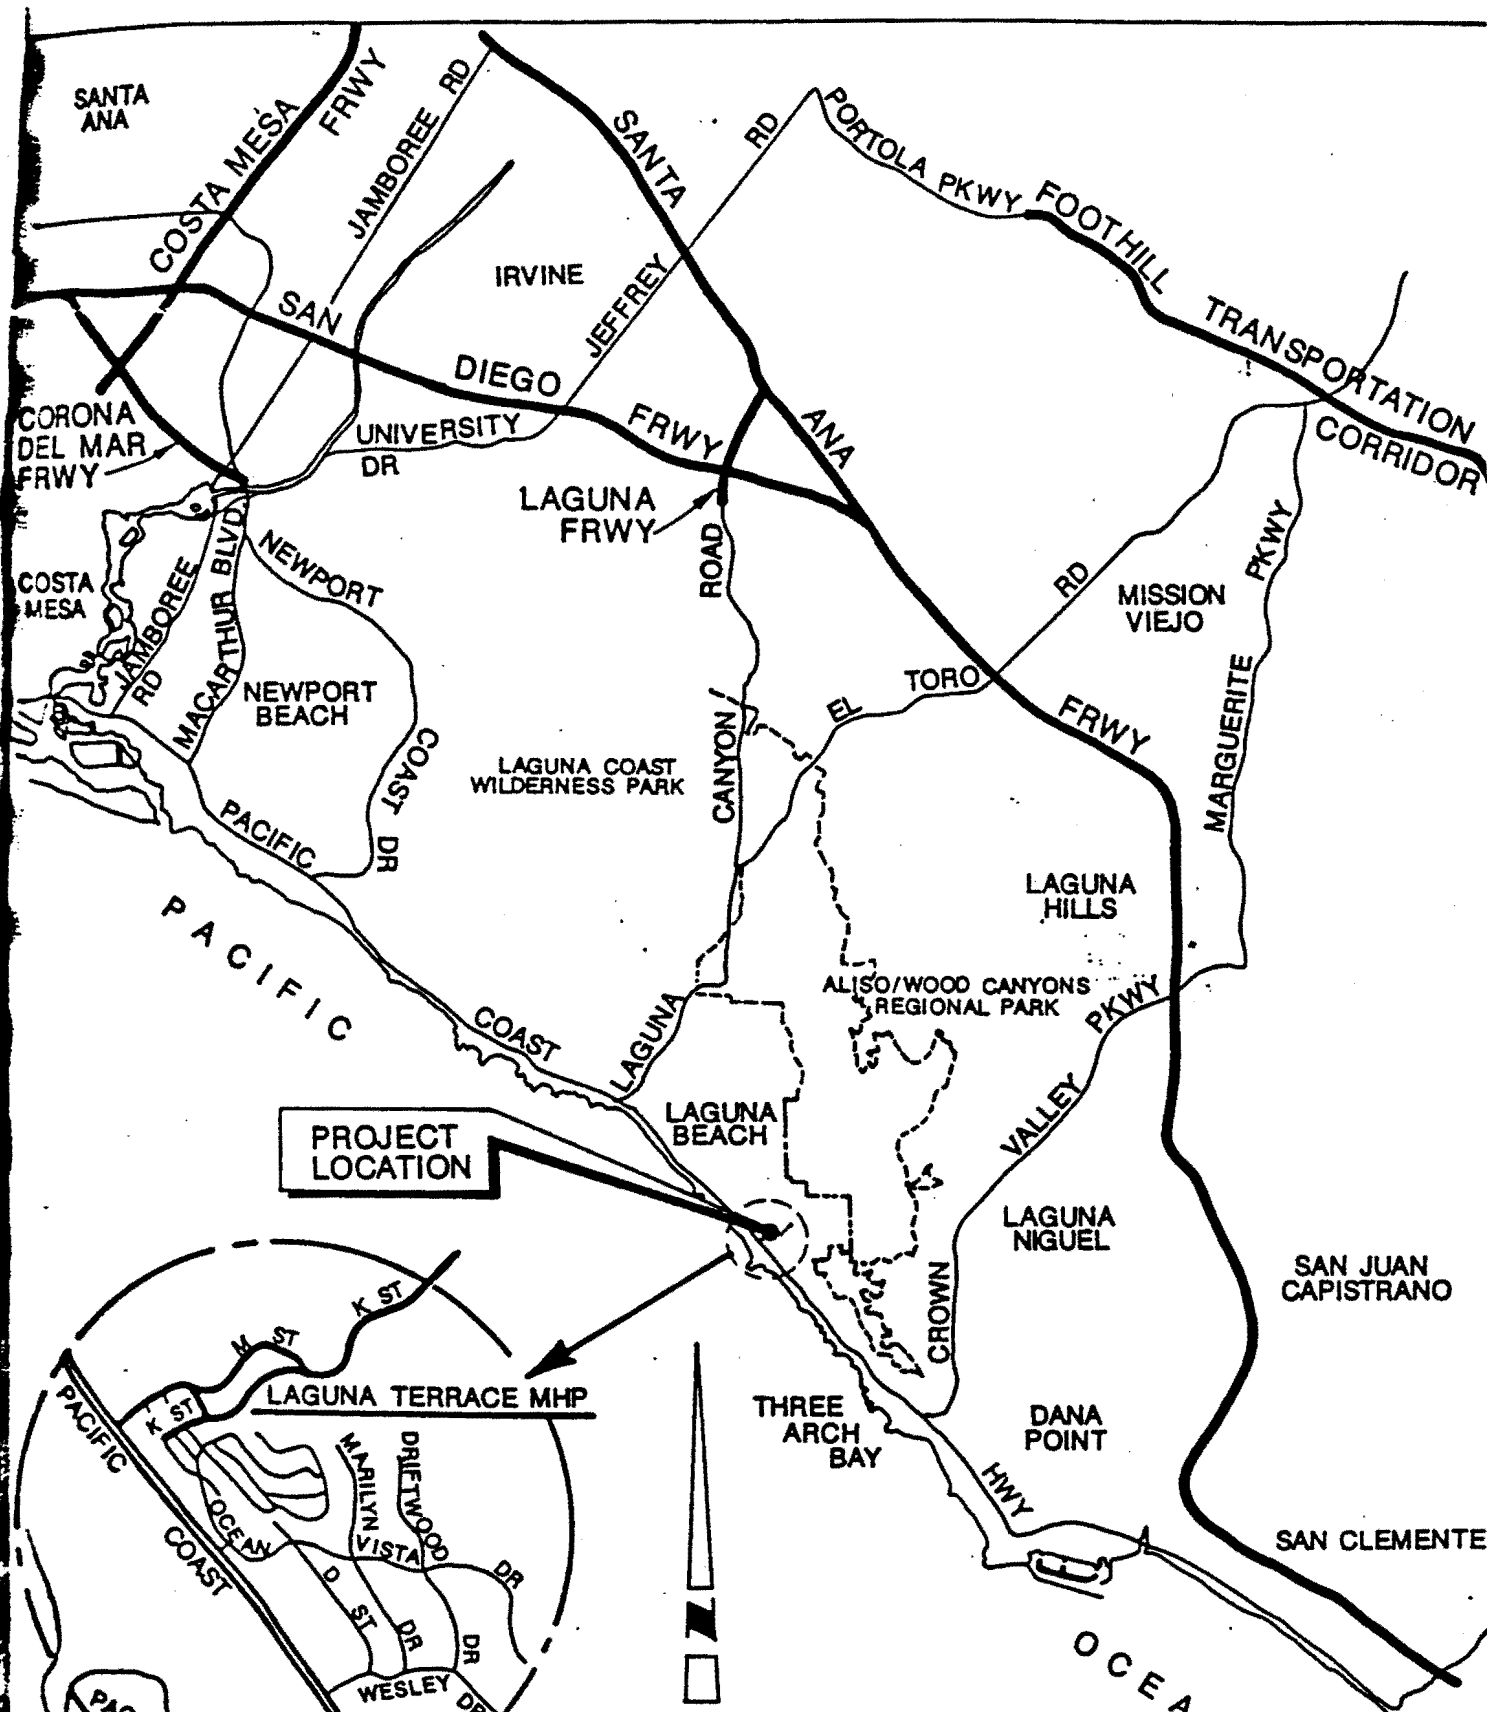 SANTA
ANA
COSTA MESA FRWY
JAMBOREE RD
SANTA
RD
PORTOLA PKWY
FOOTHILL
TRANSPORTATION
CORRIDOR
IRVINE
JEFFREY
SAN
DIEGO
FRWY
ANA
CORONA
DEL MAR
FRWY
UNIVERSITY
DR
LAGUNA
FRWY
ROAD
NEWPORT
COSTA
MESA
JAMBOREE
RD
MACARTHUR BLVD
RD
MISSION
VIEJO
PKWY
NEWPORT
BEACH
COAST
DR
EL
TORO
FRWY
MARGUERITE
LAGUNA COAST
WILDERNESS PARK
CANYON
PACIFIC
LAGUNA
HILLS
PACIFIC
ALISO/WOOD CANYONS
REGIONAL PARK
PKWY
COAST
LAGUNA
VALLEY
LAGUNA
BEACH
PROJECT
LOCATION
LAGUNA
NIGUEL
CROWN
SAN JUAN
CAPISTRANO
K ST
M ST
LAGUNA TERRACE MHP
K ST
PACIFIC
THREE
ARCH
BAY
DANA
POINT
MARILYN
DRIFTWOOD
HWY
OCEAN
VISTA
DR
COAST
D
ST
DR
DR
SAN CLEMENTE
N
WESLEY
DR
PAC
OCEA